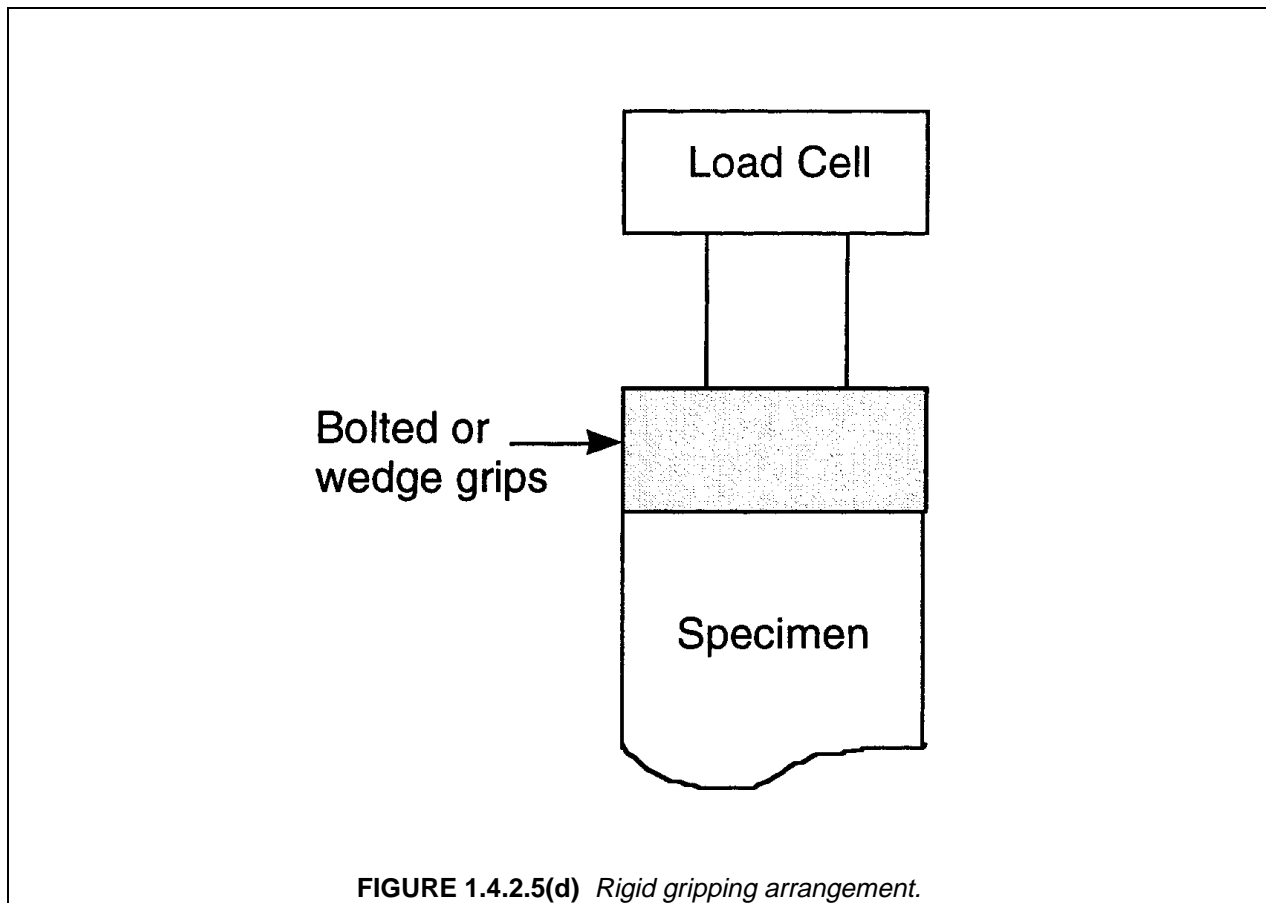 Load Cell
Bolted or
wedge grips
Specimen
FIGURE 1.4.2.5(d) Rigid gripping arrangement.